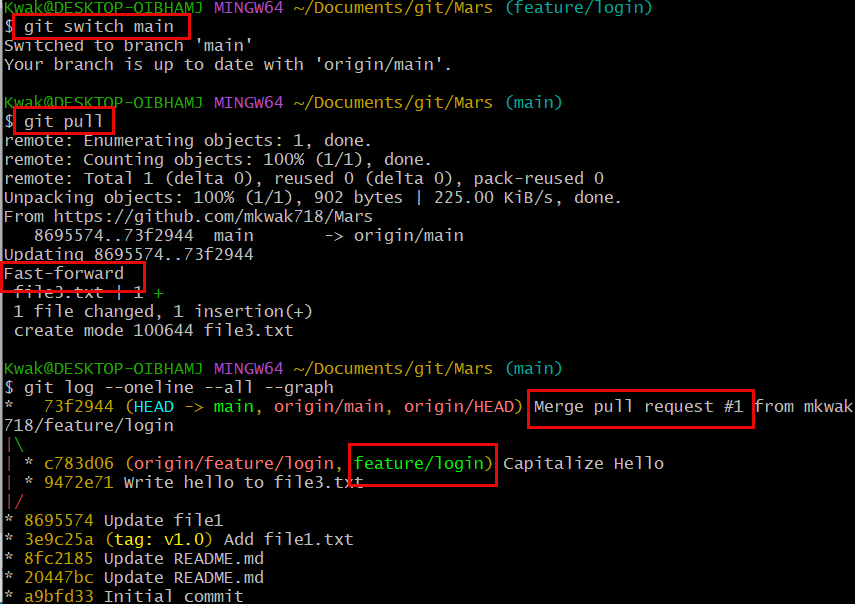 Kwak@DESKTOP-OIBHAMJ MINGW64 ~/Documents/git/Mars (feature/login)
$ git switch main
Switched to branch 'main'
Your branch is up to date with 'origin/main'.
Kwak@DESKTOP-OIBHAMJ MINGW64 ~/Documents/git/Mars (main)
$ git pull
remote: Enumerating objects: 1, done.
remote: Counting objects: 100% (1/1), done.
remote: Total 1 (delta 0), reused 0 (delta 0), pack-reused 0
Unpacking objects: 100% (1/1), 902 bytes | 225.00 KiB/s, done.
From https://github.com/mkwak718/Mars
   8695574..73f2944  main       -> origin/main
Updating 8695574..73f2944
Fast-forward
 file3.txt | 1 +
 1 file changed, 1 insertion(+)
 create mode 100644 file3.txt
Kwak@DESKTOP-OIBHAMJ MINGW64 ~/Documents/git/Mars (main)
$ git log --oneline --all --graph
*   73f2944 (HEAD -> main, origin/main, origin/HEAD) Merge pull request #1 from mkwak
718/feature/login
|\
| * c783d06 (origin/feature/login, feature/login) Capitalize Hello
| * 9472e71 Write hello to file3.txt
|/
* 8695574 Update file1
* 3e9c25a (tag: v1.0) Add file1.txt
* 8fc2185 Update README.md
* 20447bc Update README.md
* a9bfd33 Initial commit